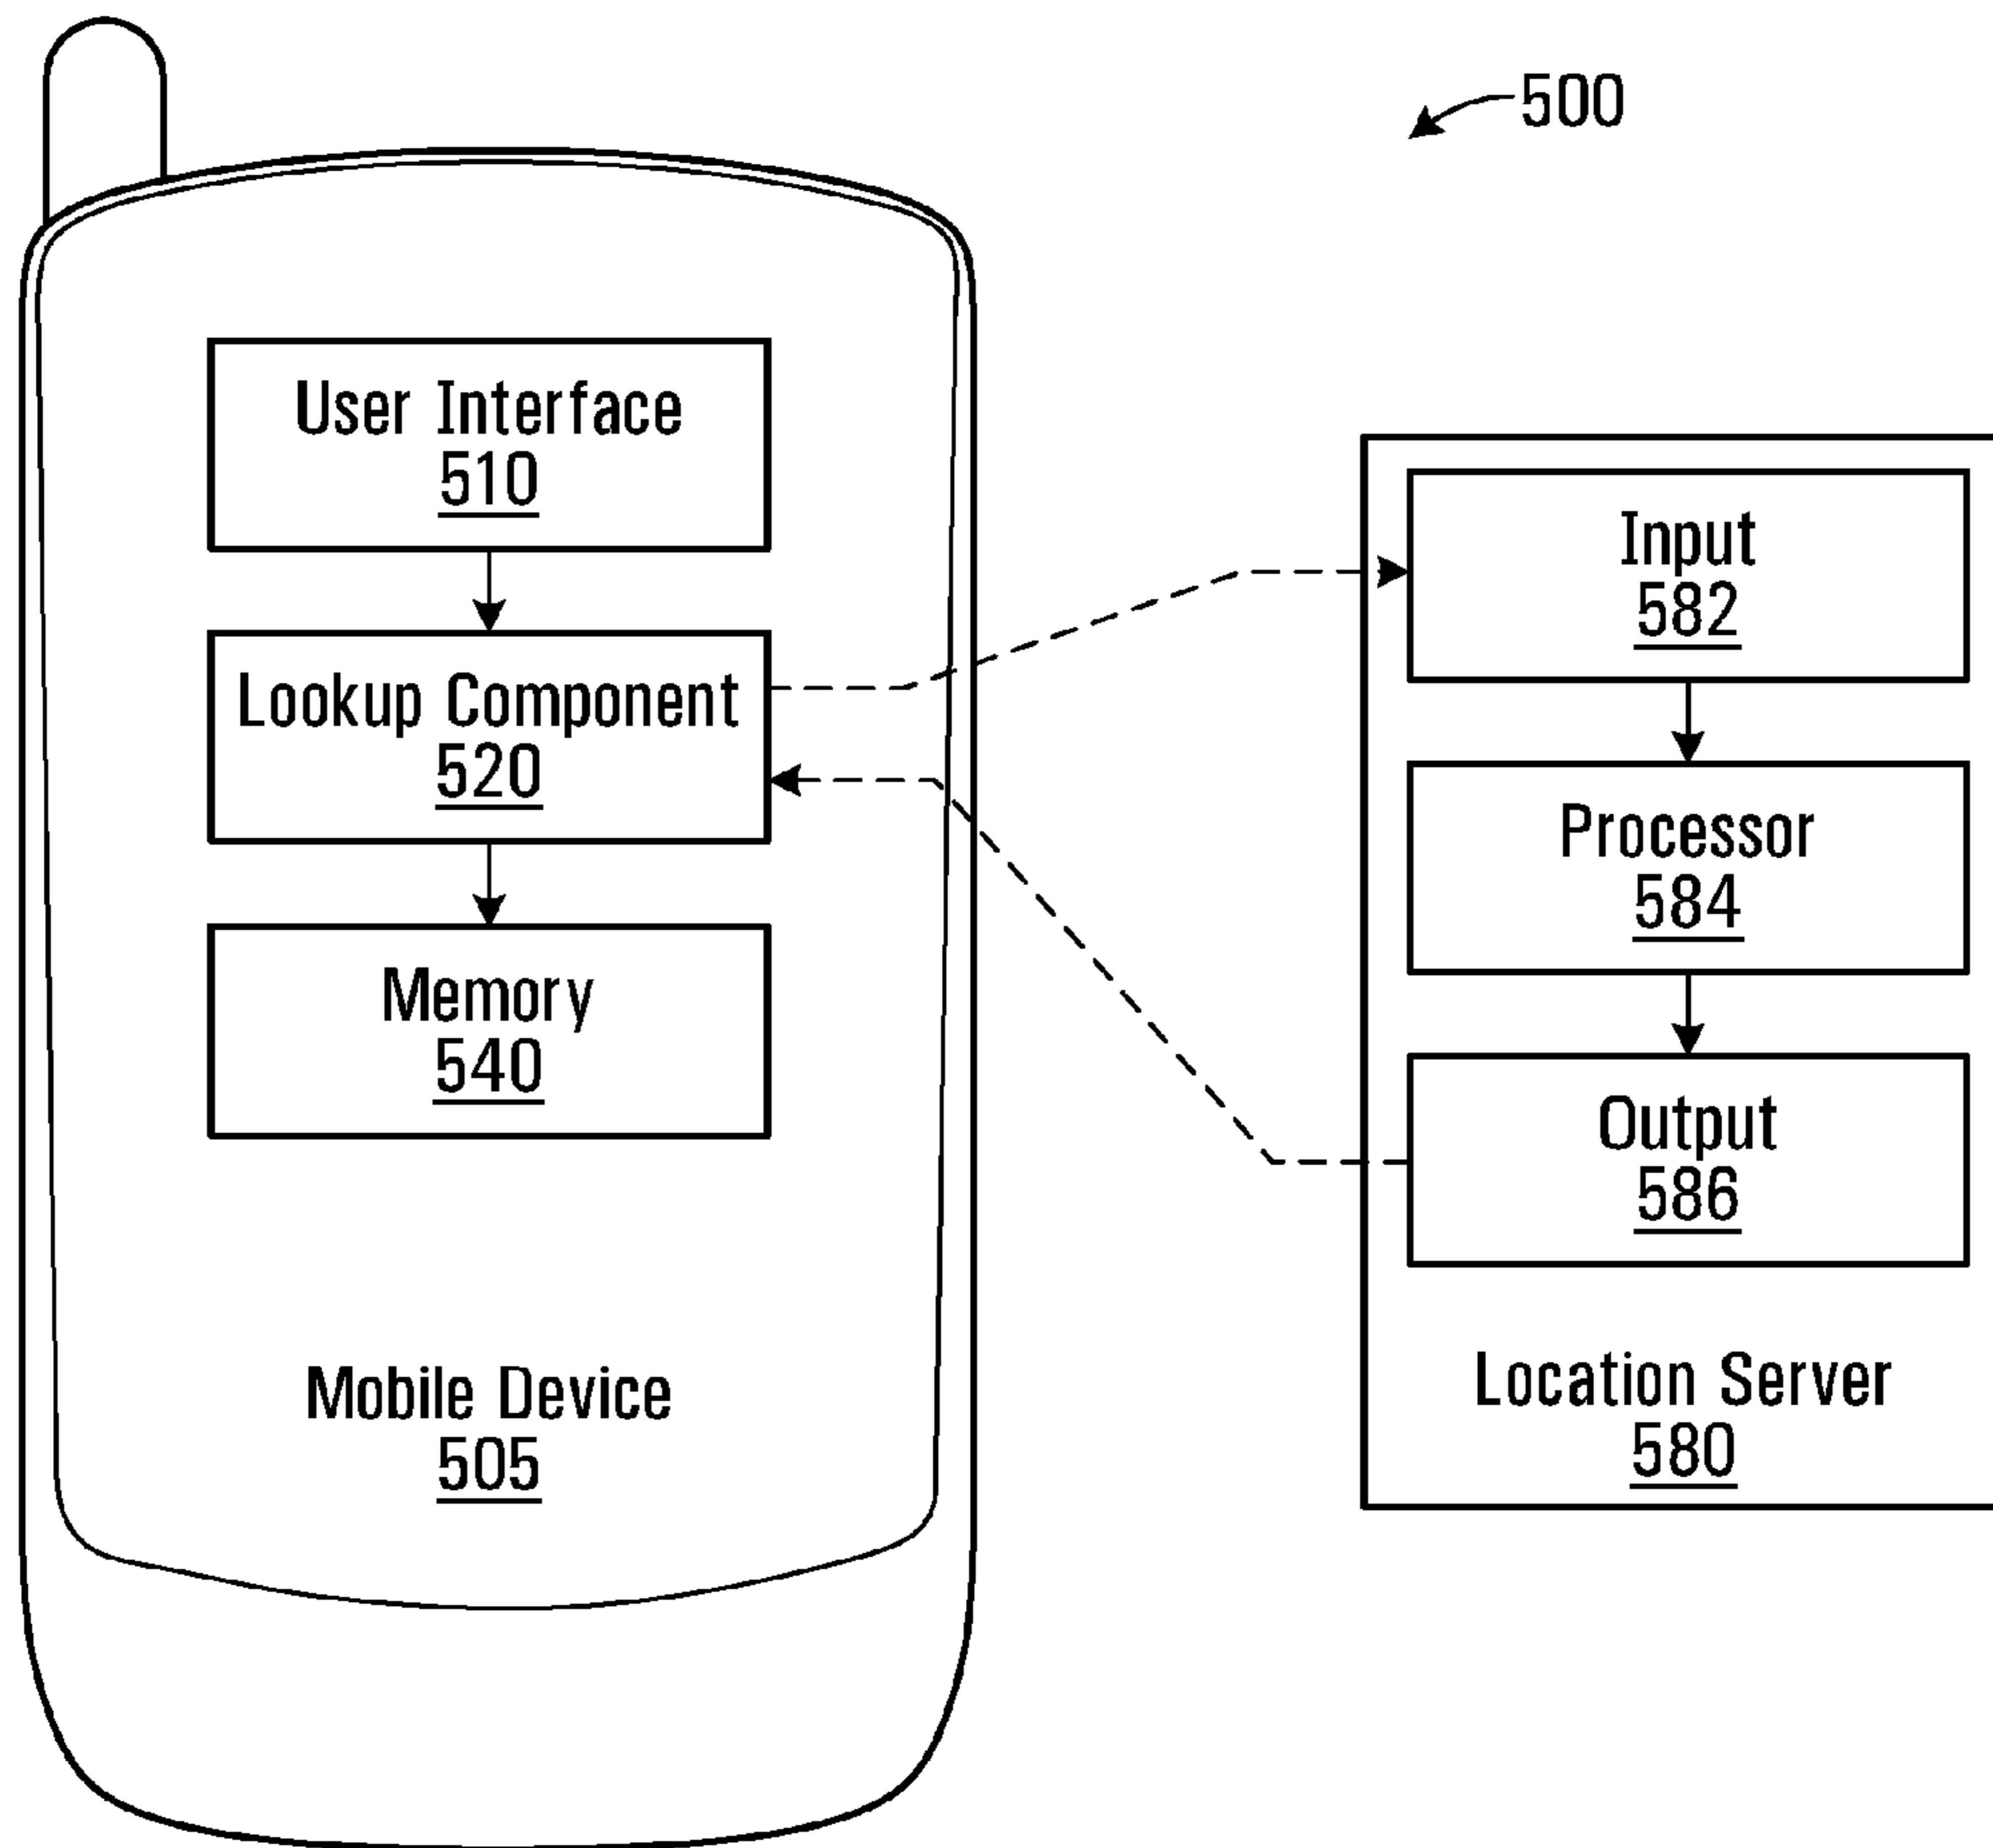 500
User Interface
510
Lookup Component
520
Memory
540
Mobile Device
505
Input
582
Processor
584
Output
586
Location Server
580